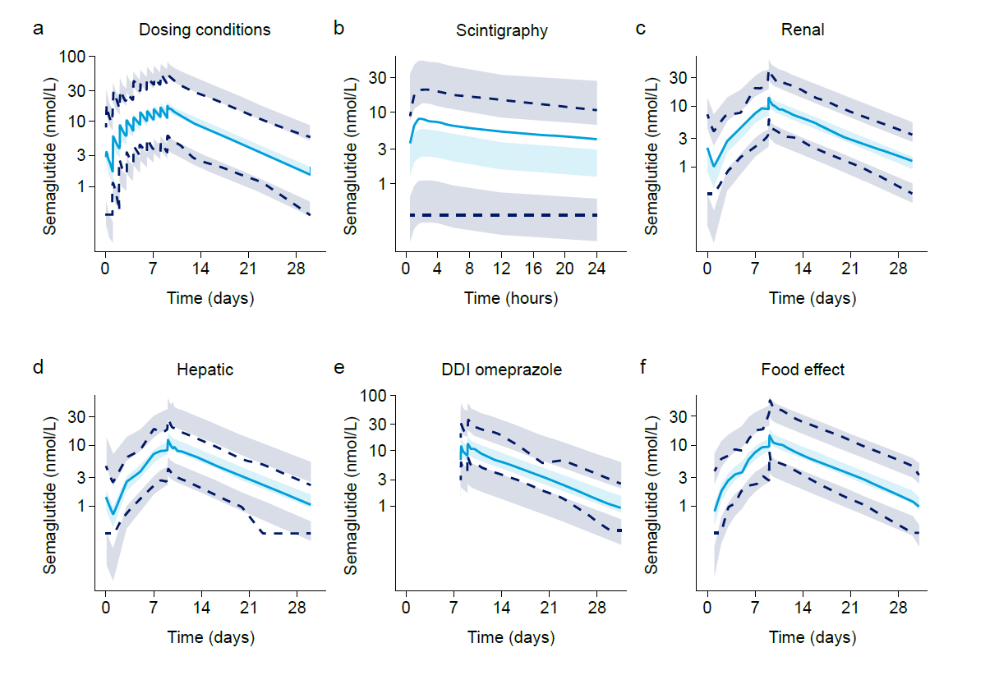 a Dosing conditions
Semaglutide (nmol/L)
100
30
10
3
1
0 7 14 21 28
Time (days)
b Scintigraphy
Semaglutide (nmol/L)
30
10
3
1
0 4 8 12 16 20 24
Time (hours)
c Renal
Semaglutide (nmol/L)
30
10
3
1
0 7 14 21 28
Time (days)
d Hepatic
Semaglutide (nmol/L)
30
10
3
1
0 7 14 21 28
Time (days)
e DDI omeprazole
Semaglutide (nmol/L)
100
30
10
3
1
0 7 14 21 28
Time (days)
f Food effect
Semaglutide (nmol/L)
30
10
3
1
0 7 14 21 28
Time (days)